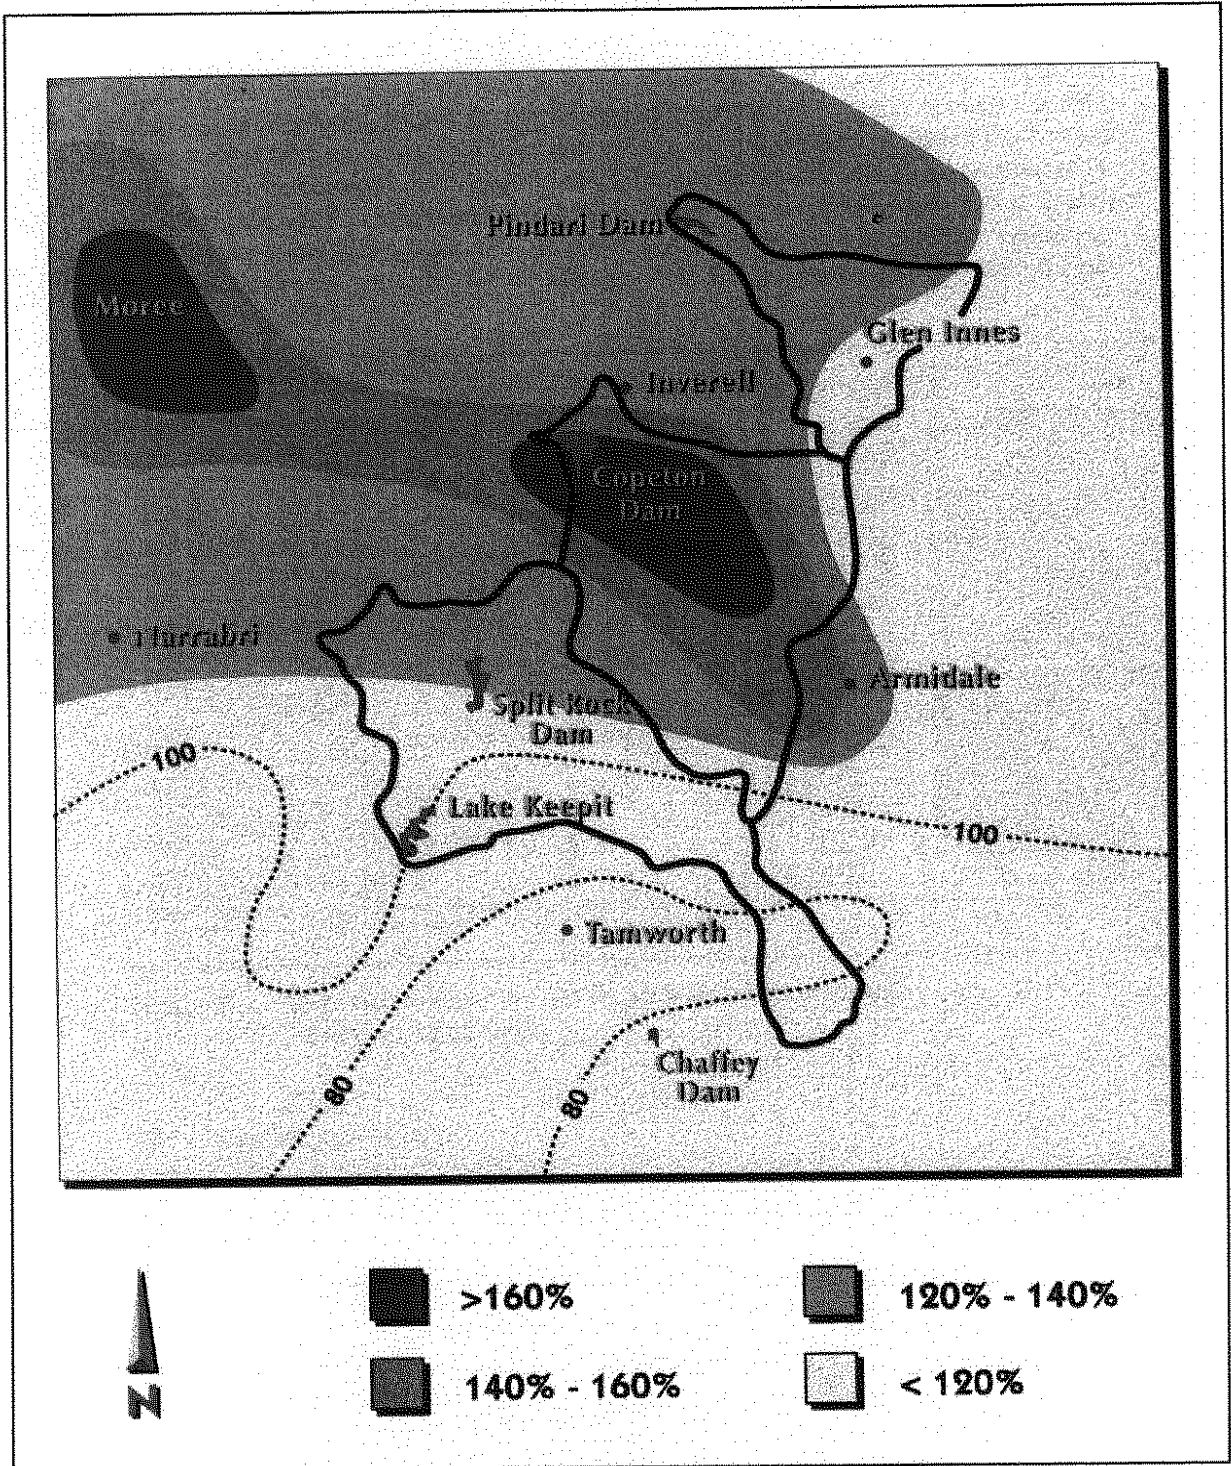 Pindari Dam
Moree
Glen Innes
Inverell
Copeton
Dam
Narrabri
Armidale
Split Rock
Dam
100
Lake Keepit
100
Tamworth
Chaffey
Dam
80
80
>160%
120% - 140%
140% - 160%
< 120%
N